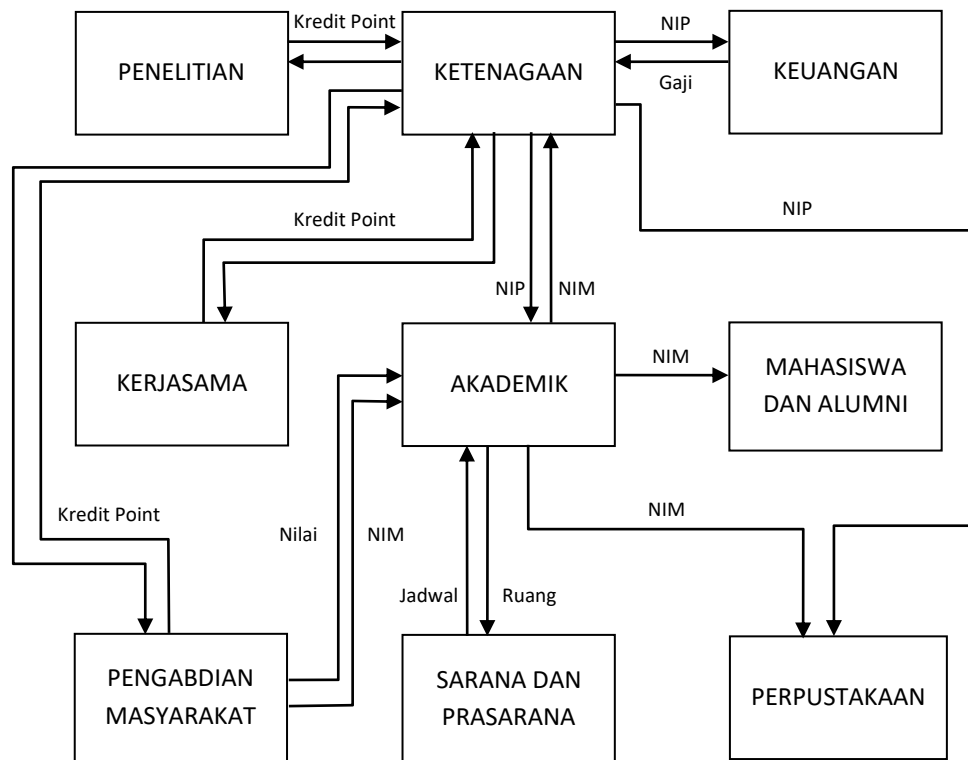 Kredit Point
NIP
PENELITIAN
KETENAGAAN
KEUANGAN
Gaji
NIP
Kredit Point
NIP
NIM
KERJASAMA
AKADEMIK
NIM
MAHASISWA
DAN ALUMNI
Kredit Point
Nilai
NIM
NIM
Jadwal
Ruang
PENGABDIAN
MASYARAKAT
SARANA DAN
PRASARANA
PERPUSTAKAAN